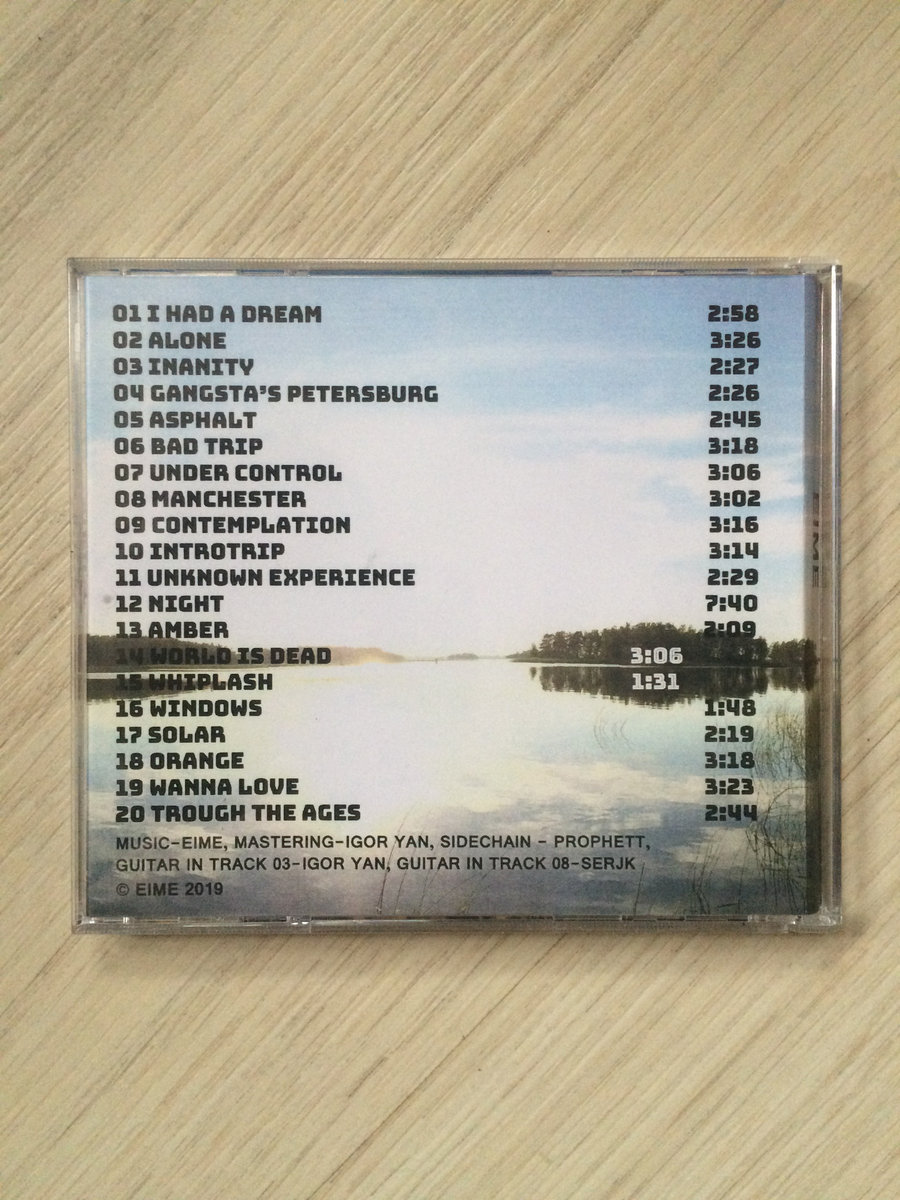 01 I HAD A DREAM 2:58
02 ALONE 3:26
03 INANITY 2:27
04 GANGSTA'S PETERSBURG 2:26
05 ASPHALT 2:45
06 BAD TRIP 3:18
07 UNDER CONTROL 3:06
08 MANCHESTER 3:02
09 CONTEMPLATION 3:16
10 INTROTRIP 3:14
11 UNKNOWN EXPERIENCE 2:29
12 NIGHT 7:40
13 AMBER 2:09
14 WORLD IS DEAD 3:06
15 WHIPLASH 1:31
16 WINDOWS 1:48
17 SOLAR 2:19
18 ORANGE 3:18
19 WANNA LOVE 3:23
20 TROUGH THE AGES 2:44
MUSIC-EIME, MASTERING-IGOR YAN, SIDECHAIN - PROPHETT,
GUITAR IN TRACK 03-IGOR YAN, GUITAR IN TRACK 08-SERJK
© EIME 2019